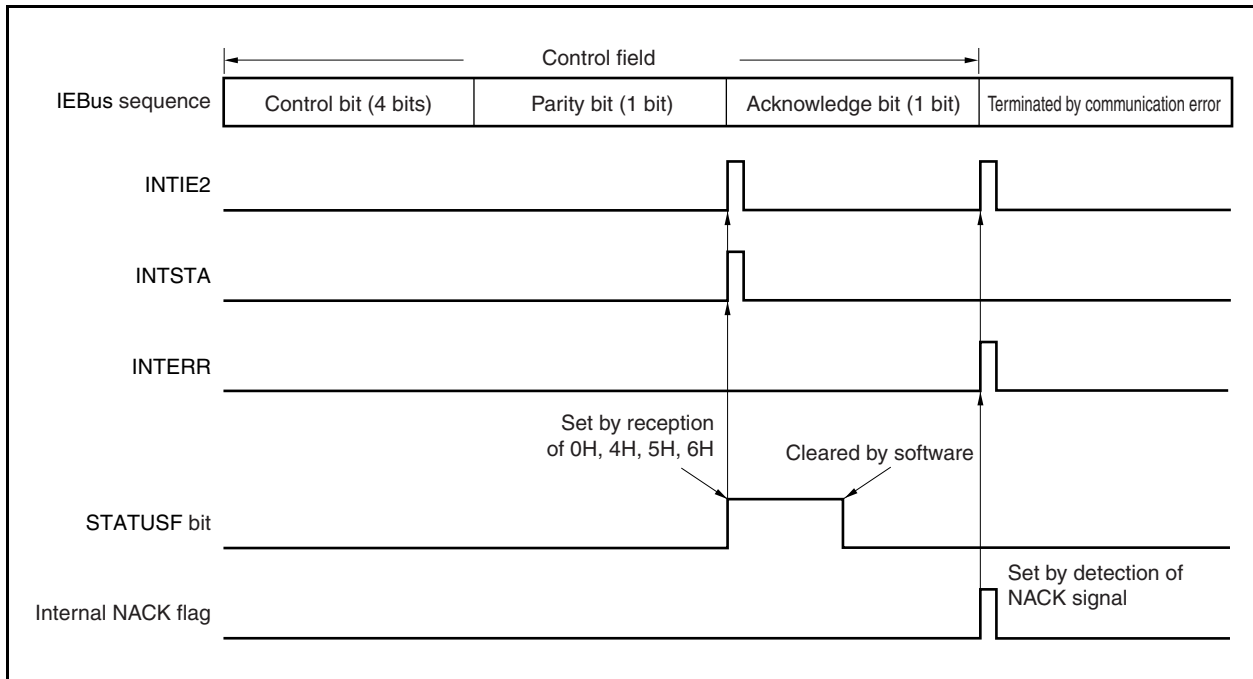 Control field
IEBus sequence
Control bit (4 bits)
Parity bit (1 bit)
Acknowledge bit (1 bit)
Terminated by communication error
INTIE2
INTSTA
INTERR
Set by reception
of 0H, 4H, 5H, 6H
Cleared by software
STATUSF bit
Set by detection of
NACK signal
Internal NACK flag